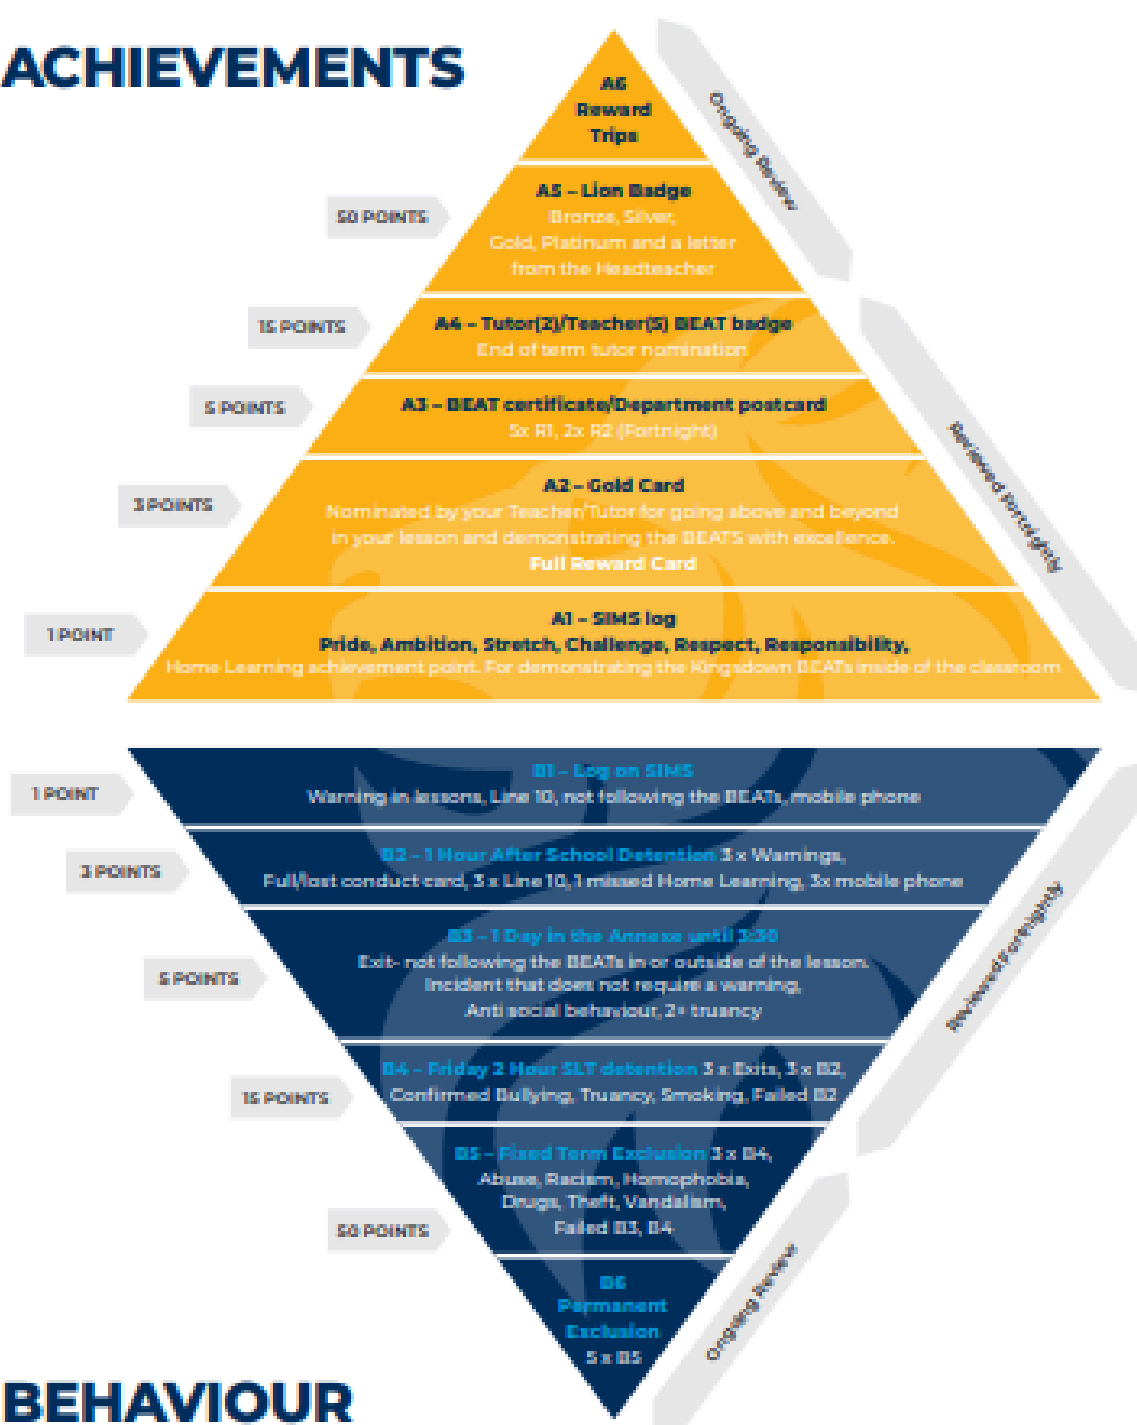 ACHIEVEMENTS
A6
Reward
Trips
Ongoing Review
50 POINTS
A5 – Lion Badge
Bronze, Silver,
Gold, Platinum and a letter
from the Headteacher
15 POINTS
A4 – Tutor(2)/Teacher(5) BEAT badge
End of term tutor nomination
5 POINTS
A3 – BEAT certificate/Department postcard
5x R1, 2x R2 (Fortnight)
Reviewed Fortnightly
3 POINTS
A2 – Gold Card
Nominated by your Teacher/Tutor for going above and beyond
in your lesson and demonstrating the BEATS with excellence.
Full Reward Card
1 POINT
A1 – SIMS log
Pride, Ambition, Stretch, Challenge, Respect, Responsibility,
Home Learning achievement point. For demonstrating the Kingsdown BEATs inside of the classroom
1 POINT
B1 – Log on SIMS
Warning in lessons, Line 10, not following the BEATs, mobile phone
3 POINTS
B2 – 1 Hour After School Detention 3 x Warnings,
Full/lost conduct card, 3 x Line 10, 1 missed Home Learning, 3x mobile phone
Reviewed Fortnightly
5 POINTS
B3 – 1 Day in the Annexe until 3:30
Exit- not following the BEATs in or outside of the lesson.
Incident that does not require a warning,
Anti social behaviour, 2+ truancy
15 POINTS
B4 – Friday 2 Hour SLT detention 3 x Exits, 3 x B2,
Confirmed Bullying, Truancy, Smoking, Failed B2
50 POINTS
B5 – Fixed Term Exclusion 3 x B4,
Abuse, Racism, Homophobia,
Drugs, Theft, Vandalism,
Failed B3, B4
Ongoing Review
B6
Permanent
Exclusion
5 x B5
BEHAVIOUR